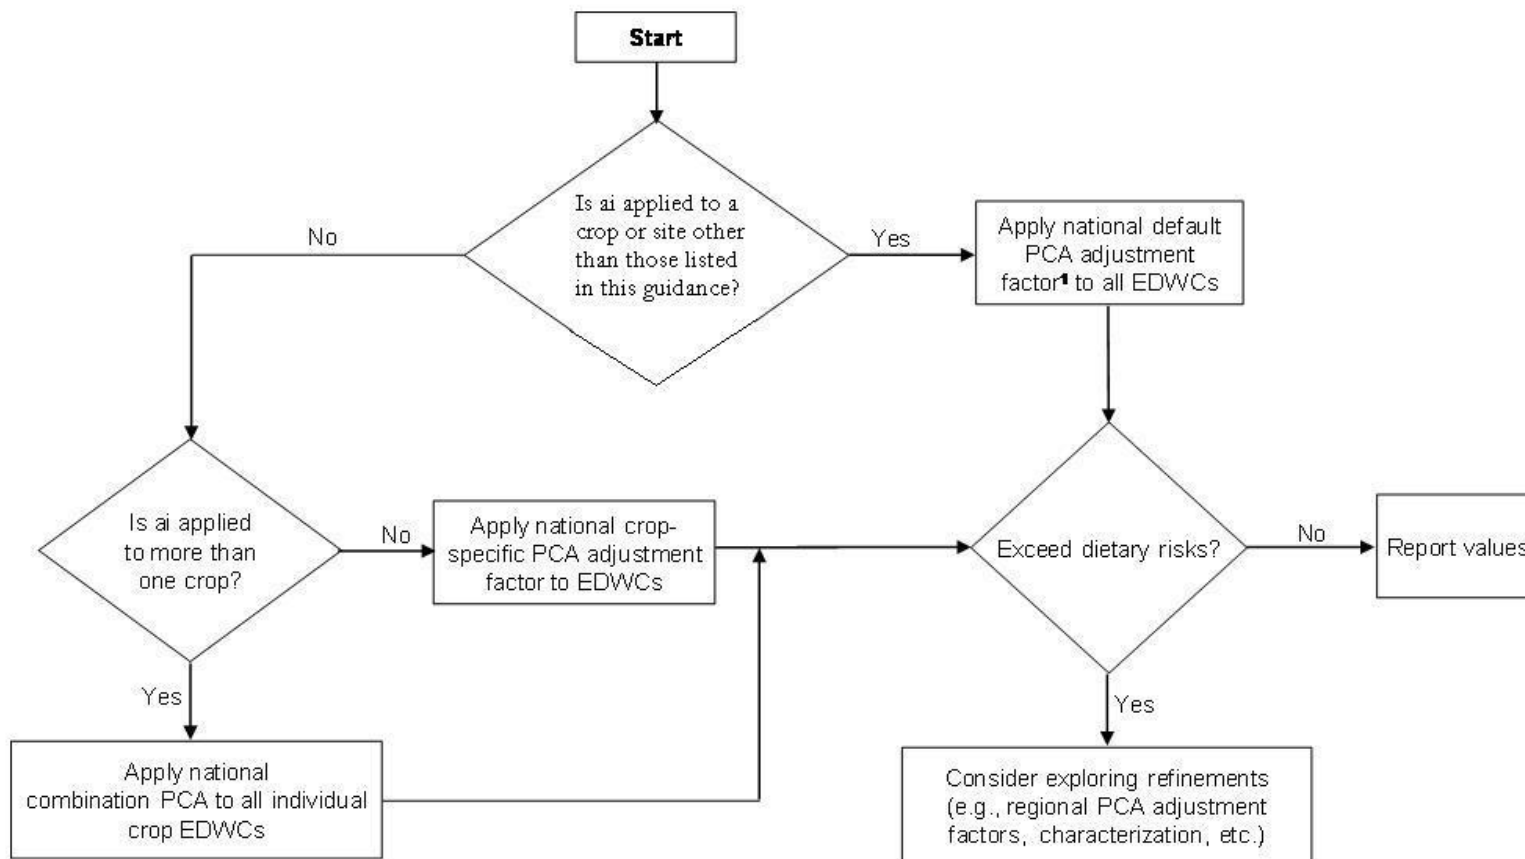 Start
Is ai applied to a
crop or site other
than those listed
in this guidance?
No
Yes
Apply national default
PCA adjustment
factor¹ to all EDWCs
Is ai applied
to more than
one crop?
No
Apply national crop-
specific PCA adjustment
factor to EDWCs
Exceed dietary risks?
No
Report values
Yes
Yes
Apply national
combination PCA to all individual
crop EDWCs
Consider exploring refinements
(e.g., regional PCA adjustment
factors, characterization, etc.)